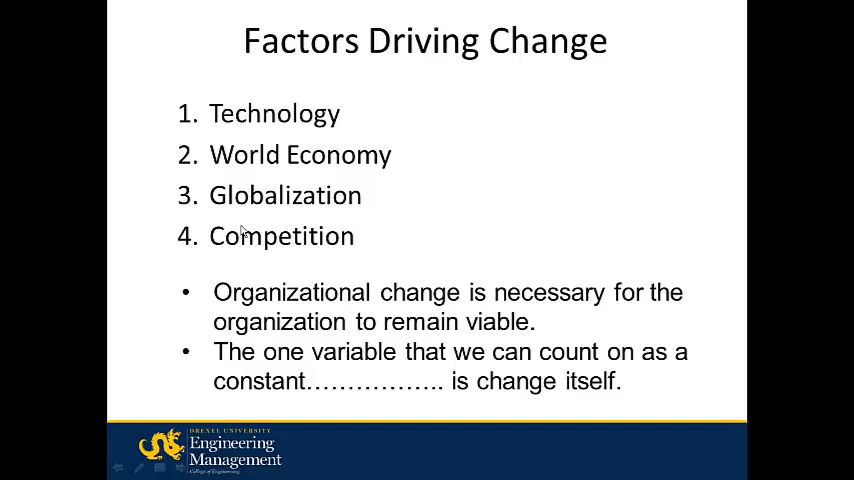 Factors Driving Change
1. Technology
2. World Economy
3. Globalization
4. Competition
• Organizational change is necessary for the
organization to remain viable.
• The one variable that we can count on as a
constant……………….. is change itself.
DREXEL UNIVERSITY
Engineering
Management
College of Engineering